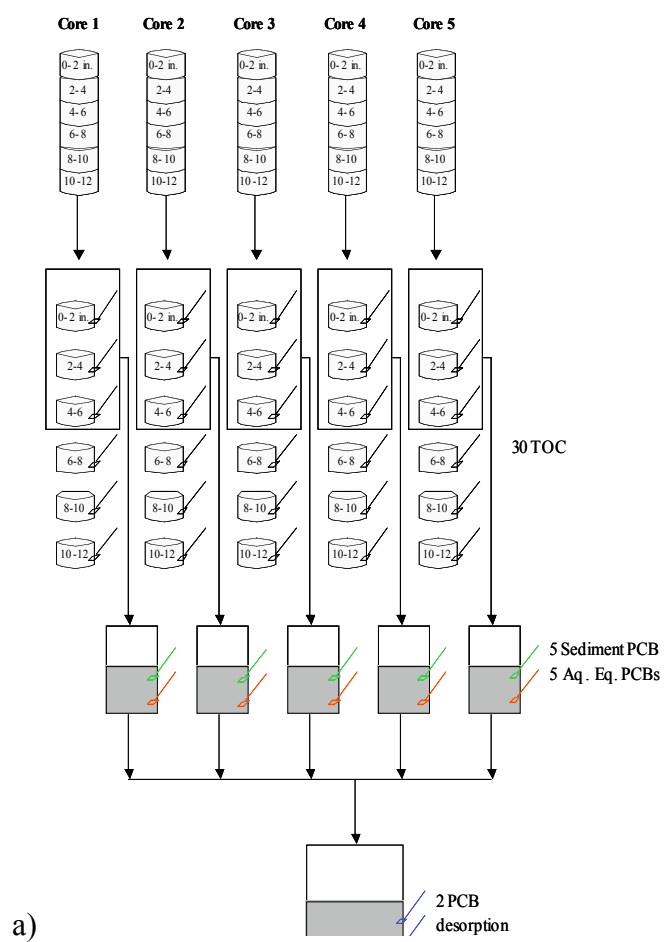 Core 1 Core 2 Core 3 Core 4 Core 5
0-2 in. 0-2 in. 0-2 in. 0-2 in. 0-2 in.
2-4 2-4 2-4 2-4 2-4
4-6 4-6 4-6 4-6 4-6
6-8 6-8 6-8 6-8 6-8
8-10 8-10 8-10 8-10 8-10
10-12 10-12 10-12 10-12 10-12
0-2 in. 0-2 in. 0-2 in. 0-2 in. 0-2 in.
2-4 2-4 2-4 2-4 2-4
4-6 4-6 4-6 4-6 4-6
30 TOC
6-8 6-8 6-8 6-8 6-8
8-10 8-10 8-10 8-10 8-10
10-12 10-12 10-12 10-12 10-12
5 Sediment PCB
5 Aq. Eq. PCBs
2 PCB
desorption
a)